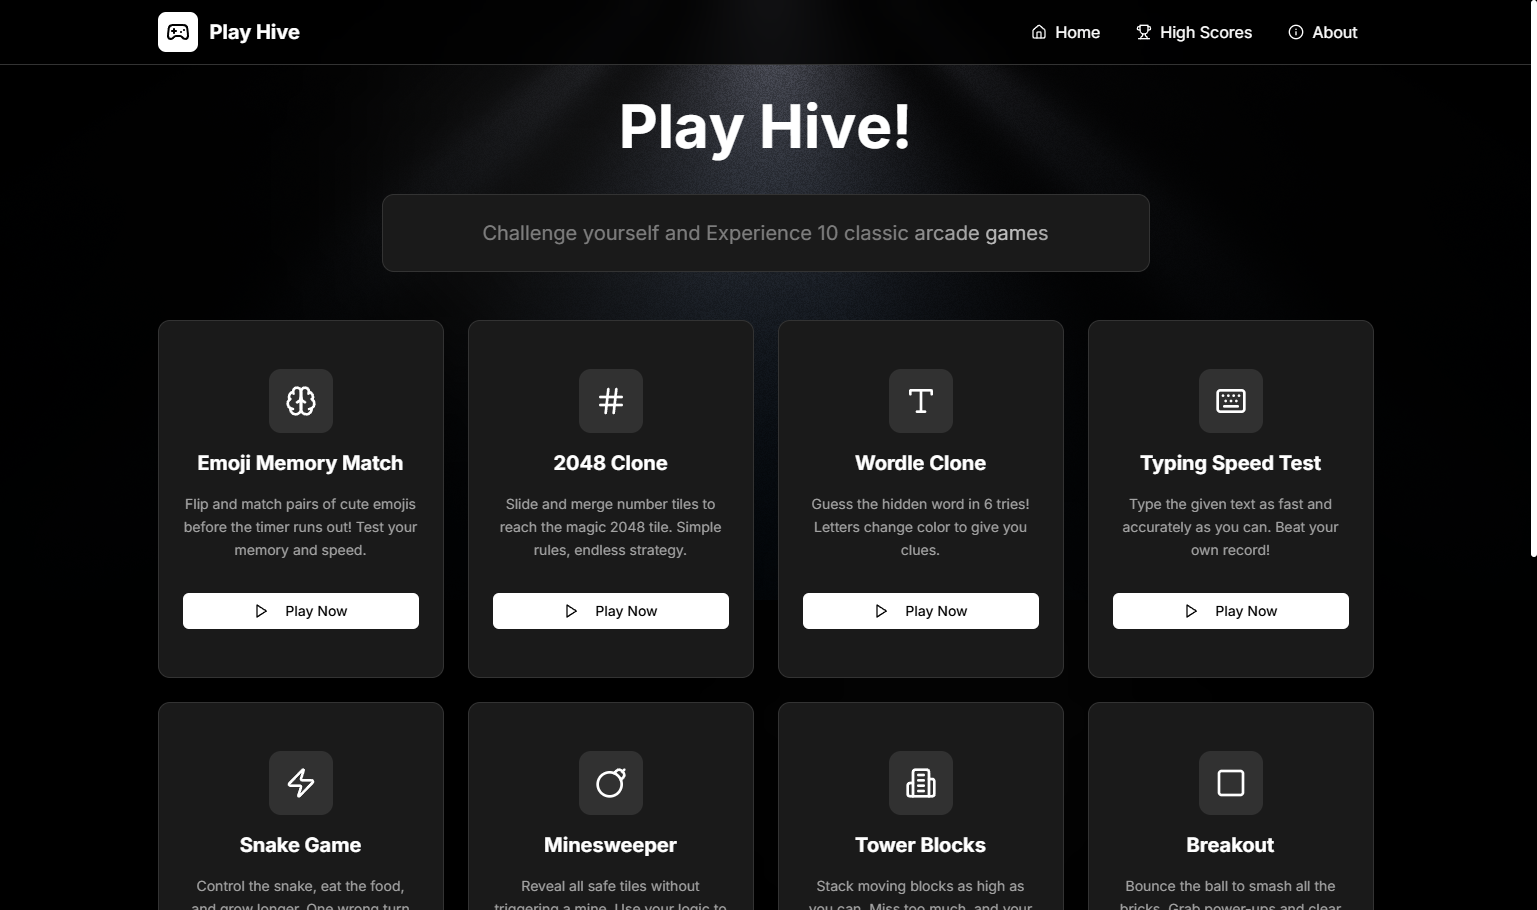 Play Hive
Home
High Scores
About
Play Hive!
Challenge yourself and Experience 10 classic arcade games
Emoji Memory Match
Flip and match pairs of cute emojis
before the timer runs out! Test your
memory and speed.
Play Now
2048 Clone
Slide and merge number tiles to
reach the magic 2048 tile. Simple
rules, endless strategy.
Play Now
Wordle Clone
Guess the hidden word in 6 tries!
Letters change color to give you
clues.
Play Now
Typing Speed Test
Type the given text as fast and
accurately as you can. Beat your
own record!
Play Now
Snake Game
Control the snake, eat the food,
and grow longer. One wrong turn
Minesweeper
Reveal all safe tiles without
triggering a mine. Use your logic to
Tower Blocks
Stack moving blocks as high as
you can. Miss too much, and your
Breakout
Bounce the ball to smash all the
bricks. Grab power-ups and clear